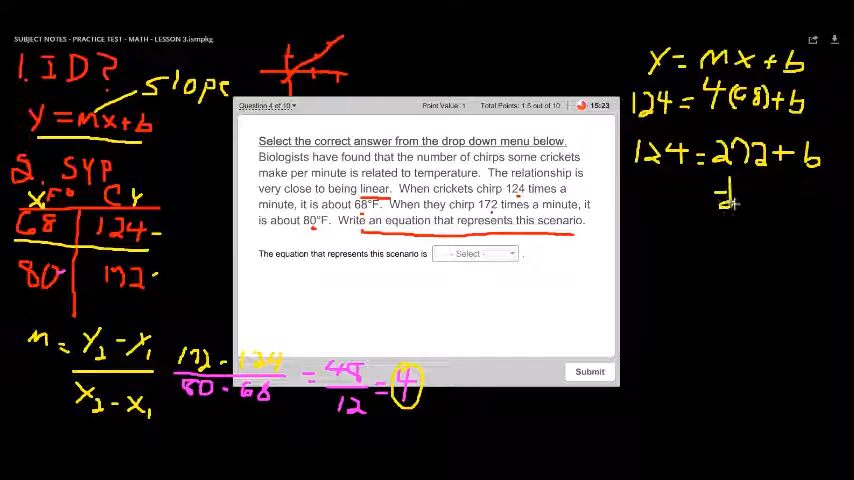 SUBJECT NOTES - PRACTICE TEST - MATH - LESSON 3.ismpkg
1. ID?
slope
Y = mx+b
2. SYP
X F° C Y
68 124
80 172
m = Y2 - Y1
X2 - X1
172 - 124
80 - 68
= 48
12
= 4
Question 4 of 10
Point Value: 1
Total Points: 1.5 out of 10
15:23
Select the correct answer from the drop down menu below.
Biologists have found that the number of chirps some crickets
make per minute is related to temperature. The relationship is
very close to being linear. When crickets chirp 124 times a
minute, it is about 68°F. When they chirp 172 times a minute, it
is about 80°F. Write an equation that represents this scenario.
The equation that represents this scenario is - Select - .
Submit
Y = mx+b
124 = 4(68)+b
124 = 272 + b